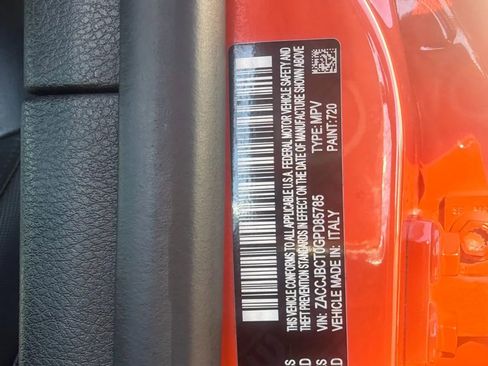 THIS VEHICLE CONFORMS TO ALL APPLICABLE U.S.A. FEDERAL MOTOR VEHICLE SAFETY AND
THEFT PREVENTION STANDARDS IN EFFECT ON THE DATE OF MANUFACTURE SHOWN ABOVE
VIN: ZACCJBCT0GPD85785 TYPE: MPV
VEHICLE MADE IN: ITALY PAINT: 720